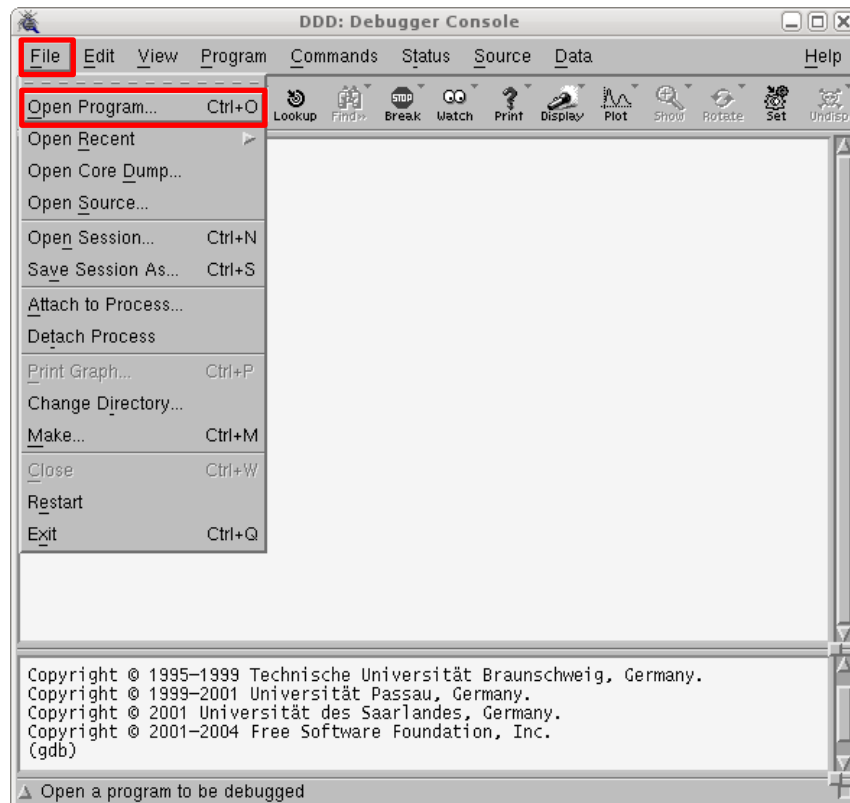 DDD: Debugger Console
File Edit View Program Commands Status Source Data Help
Lookup Find» Break Watch Print Display Plot Show Rotate Set Undisp
STOP
Open Program... Ctrl+O
Open Recent
Open Core Dump...
Open Source...
Open Session... Ctrl+N
Save Session As... Ctrl+S
Attach to Process...
Detach Process
Print Graph... Ctrl+P
Change Directory...
Make... Ctrl+M
Close Ctrl+W
Restart
Exit Ctrl+Q
Copyright © 1995–1999 Technische Universität Braunschweig, Germany.
Copyright © 1999–2001 Universität Passau, Germany.
Copyright © 2001 Universität des Saarlandes, Germany.
Copyright © 2001–2004 Free Software Foundation, Inc.
(gdb)
Open a program to be debugged